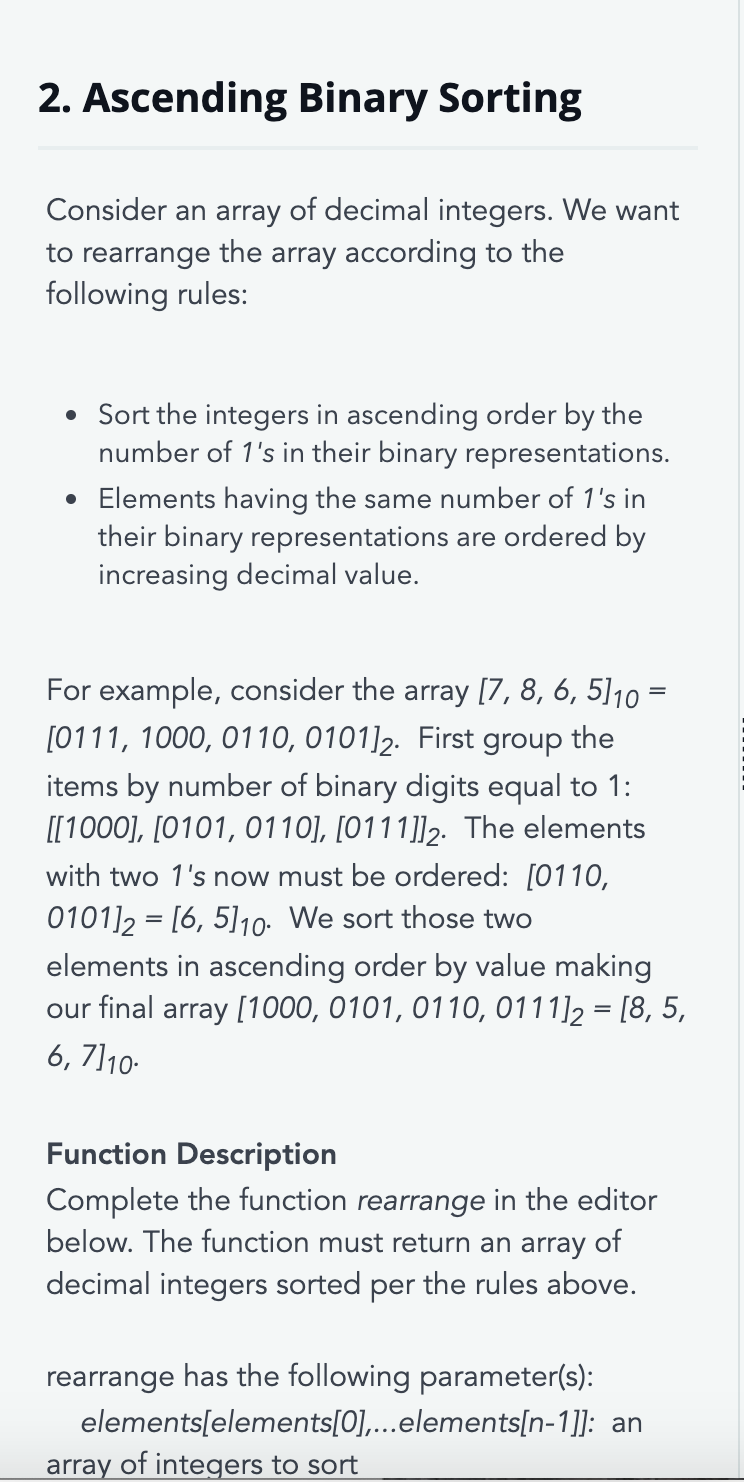 2. Ascending Binary Sorting
Consider an array of decimal integers. We want
to rearrange the array according to the
following rules:
• Sort the integers in ascending order by the
number of 1's in their binary representations.
• Elements having the same number of 1's in
their binary representations are ordered by
increasing decimal value.
For example, consider the array [7, 8, 6, 5]10 =
[0111, 1000, 0110, 0101]2. First group the
items by number of binary digits equal to 1:
[[1000], [0101, 0110], [0111]]2. The elements
with two 1's now must be ordered: [0110,
0101]2 = [6, 5]10. We sort those two
elements in ascending order by value making
our final array [1000, 0101, 0110, 0111]2 = [8, 5,
6, 7]10.
Function Description
Complete the function rearrange in the editor
below. The function must return an array of
decimal integers sorted per the rules above.
rearrange has the following parameter(s):
elements[elements[0],...elements[n-1]]: an
array of integers to sort